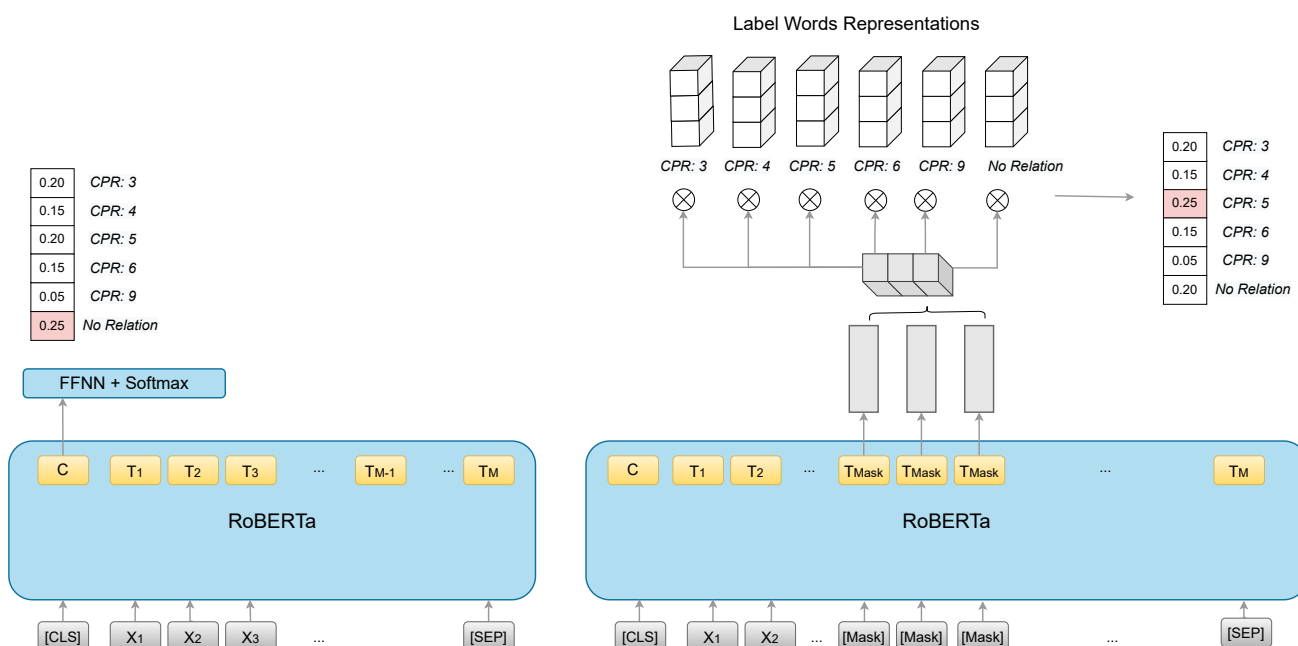 Label Words Representations
CPR: 3 CPR: 4 CPR: 5 CPR: 6 CPR: 9 No Relation
0.20 CPR: 3
0.15 CPR: 4
0.20 CPR: 5
0.15 CPR: 6
0.05 CPR: 9
0.25 No Relation
0.20 CPR: 3
0.15 CPR: 4
0.25 CPR: 5
0.15 CPR: 6
0.05 CPR: 9
0.20 No Relation
FFNN + Softmax
C T1 T2 T3 ... TM-1 ... TM
RoBERTa
[CLS] X1 X2 X3 ... [SEP]
C T1 T2 ... TMask TMask TMask ... TM
RoBERTa
[CLS] X1 X2 ... [Mask] [Mask] [Mask] ... [SEP]